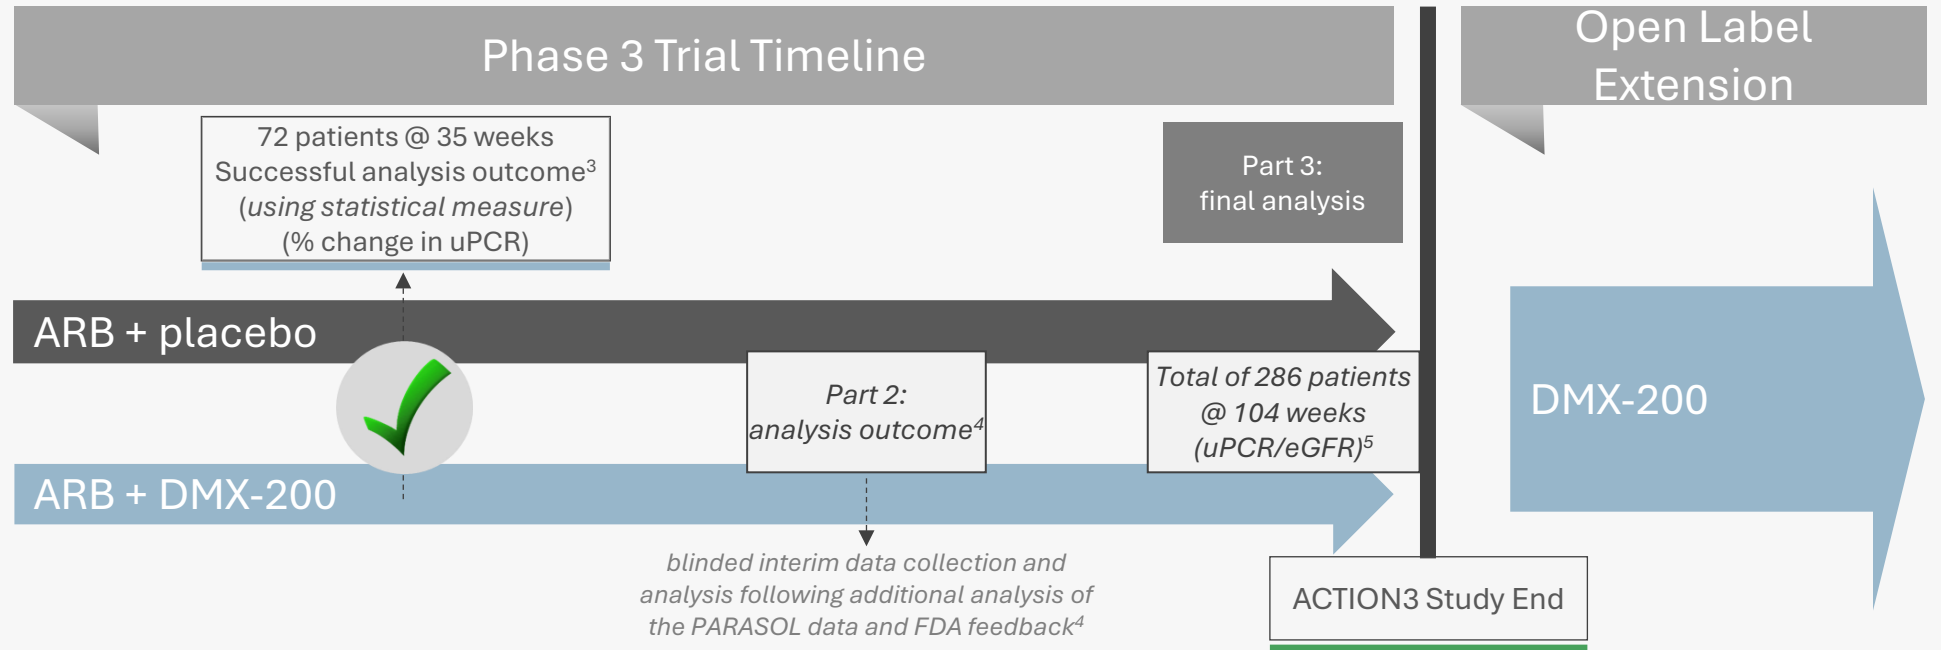 Phase 3 Trial Timeline
Open Label
Extension
72 patients @ 35 weeks
Successful analysis outcome³
(using statistical measure)
(% change in uPCR)
Part 3:
final analysis
ARB + placebo
Part 2:
analysis outcome⁴
Total of 286 patients
@ 104 weeks
(uPCR/eGFR)⁵
DMX-200
ARB + DMX-200
blinded interim data collection and
analysis following additional analysis of
the PARASOL data and FDA feedback⁴
ACTION3 Study End